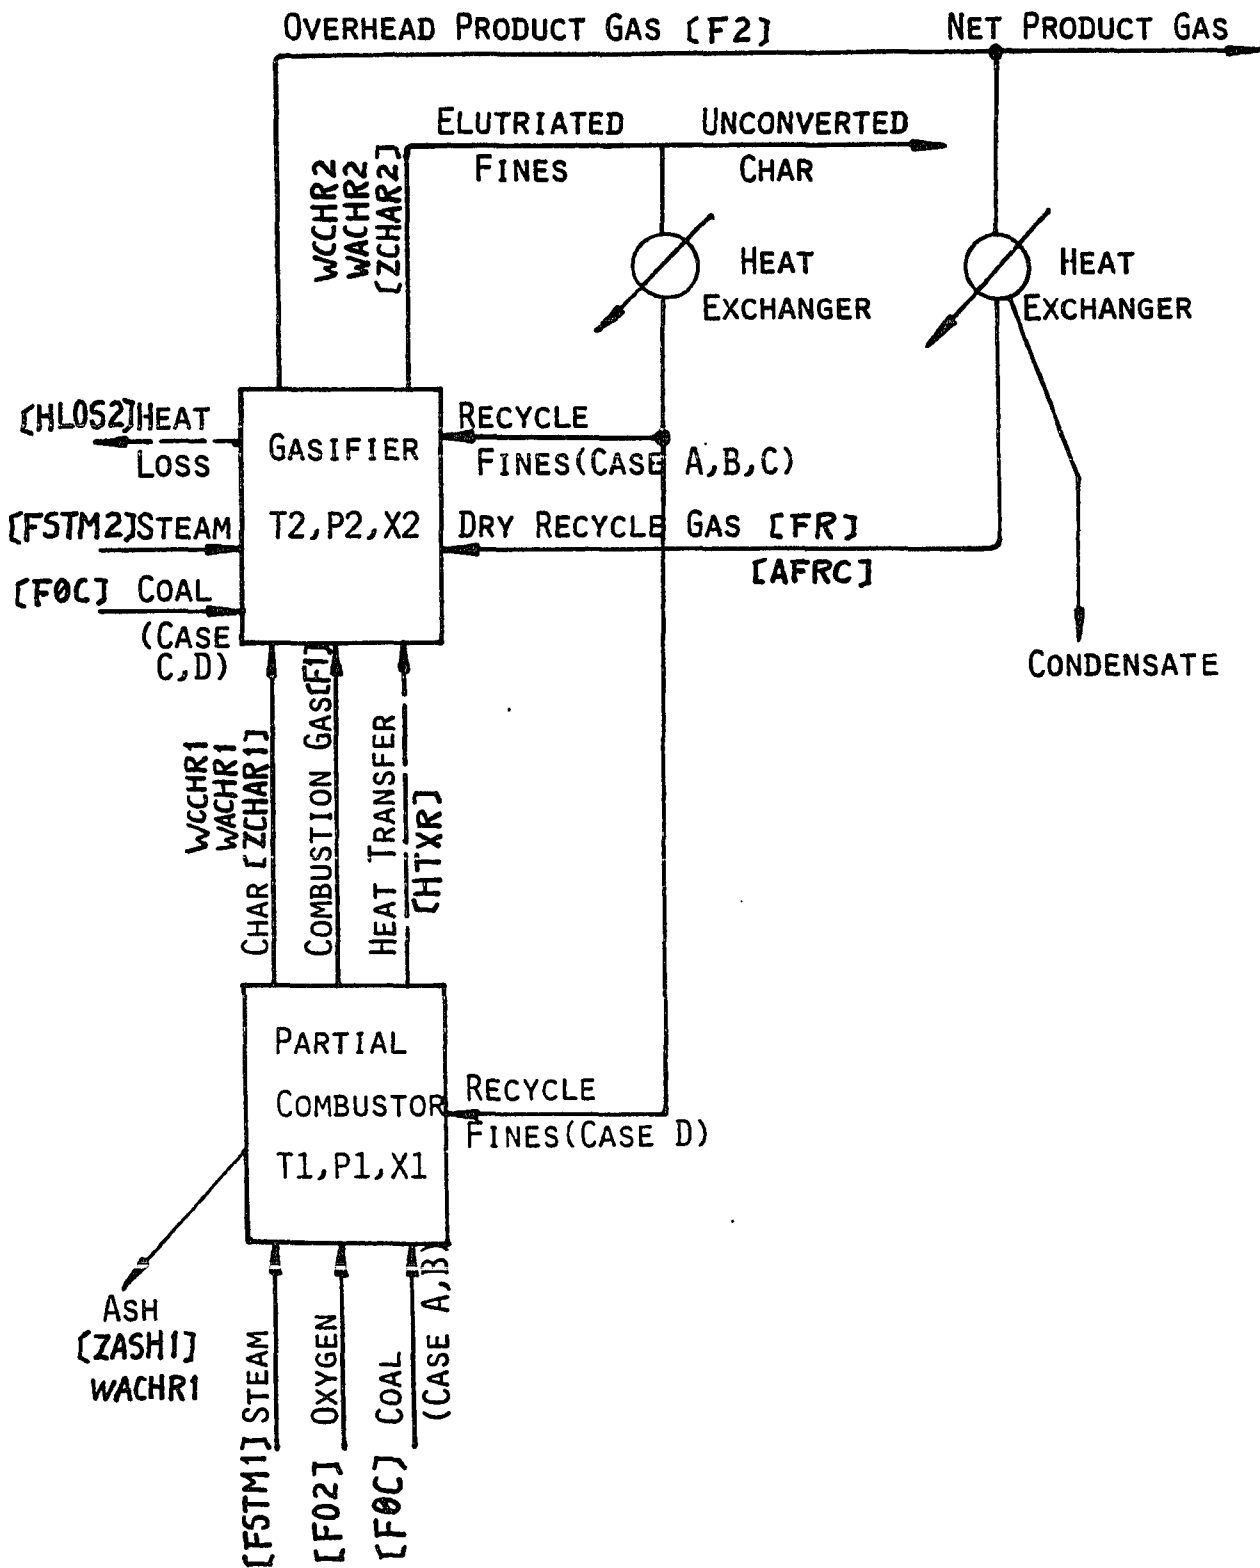 OVERHEAD PRODUCT GAS [F2]
NET PRODUCT GAS
ELUTRIATED
FINES
UNCONVERTED
CHAR
WCCHR2
WACHR2
[ZCHAR2]
HEAT
EXCHANGER
HEAT
EXCHANGER
[HLOS2]HEAT
LOSS
GASIFIER
T2,P2,X2
RECYCLE
FINES(CASE A,B,C)
[FSTM2]STEAM
DRY RECYCLE GAS [FR]
[AFRC]
[F0C] COAL
(CASE
C,D)
CONDENSATE
WCCHR1
WACHR1
CHAR [ZCHAR1]
COMBUSTION GAS[F1]
HEAT TRANSFER
[HTXR]
PARTIAL
COMBUSTOR
T1,P1,X1
RECYCLE
FINES(CASE D)
ASH
[ZASH1]
WACHR1
[FSTM1] STEAM
[FO2] OXYGEN
[F0C] COAL
(CASE A,B)